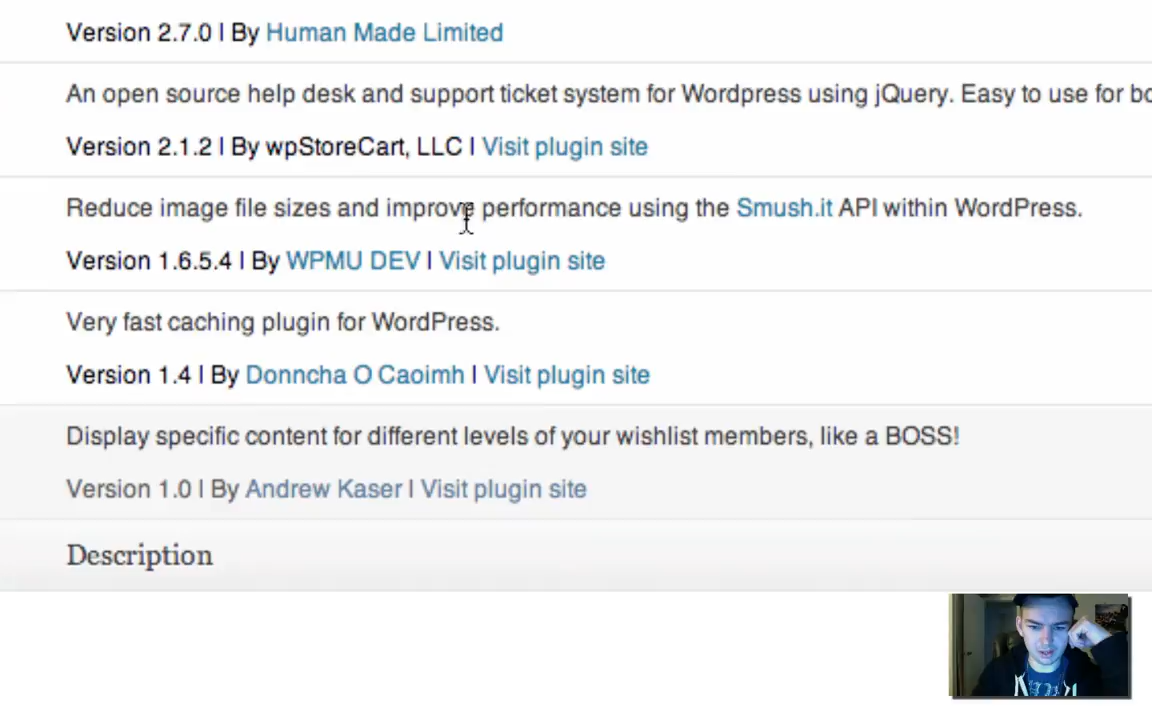 Version 2.7.0 | By Human Made Limited
An open source help desk and support ticket system for Wordpress using jQuery. Easy to use for
Version 2.1.2 | By wpStoreCart, LLC | Visit plugin site
Reduce image file sizes and improve performance using the Smush.it API within WordPress.
Version 1.6.5.4 | By WPMU DEV | Visit plugin site
Very fast caching plugin for WordPress.
Version 1.4 | By Donncha O Caoimh | Visit plugin site
Display specific content for different levels of your wishlist members, like a BOSS!
Version 1.0 | By Andrew Kaser | Visit plugin site
Description